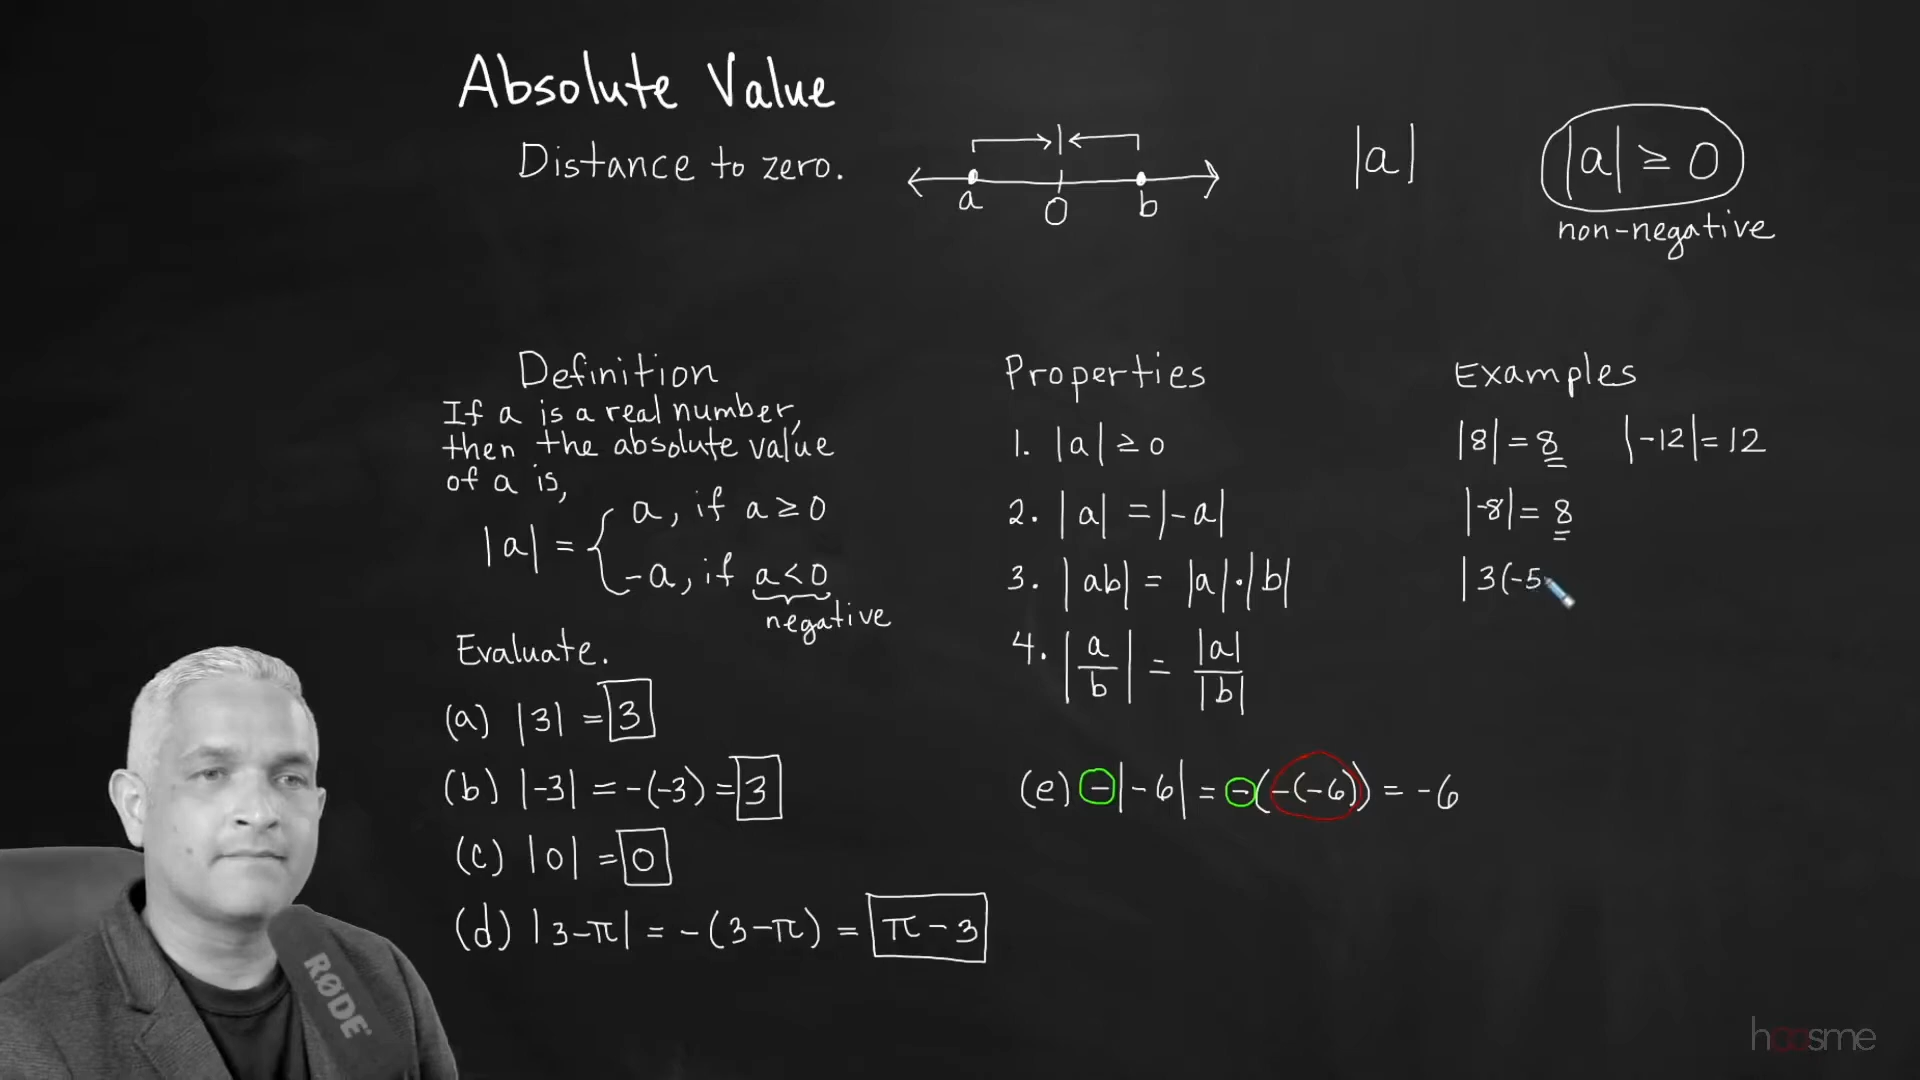 Absolute Value
Distance to zero.
a 0 b
|a|
|a| ≥ 0
non-negative
Definition
If a is a real number,
then the absolute value
of a is,
|a| = { a, if a ≥ 0
-a, if a < 0
negative
Evaluate.
(a) |3| = 3
(b) |-3| = -(-3) = 3
(c) |0| = 0
(d) |3-π| = -(3-π) = π-3
Properties
1. |a| ≥ 0
2. |a| = |-a|
3. |ab| = |a|·|b|
4. |a/b| = |a|/|b|
(e) -|-6| = -(-(-6)) = -6
Examples
|8| = 8 |-12| = 12
|-8| = 8
|3(-5
RØDE
hoosme